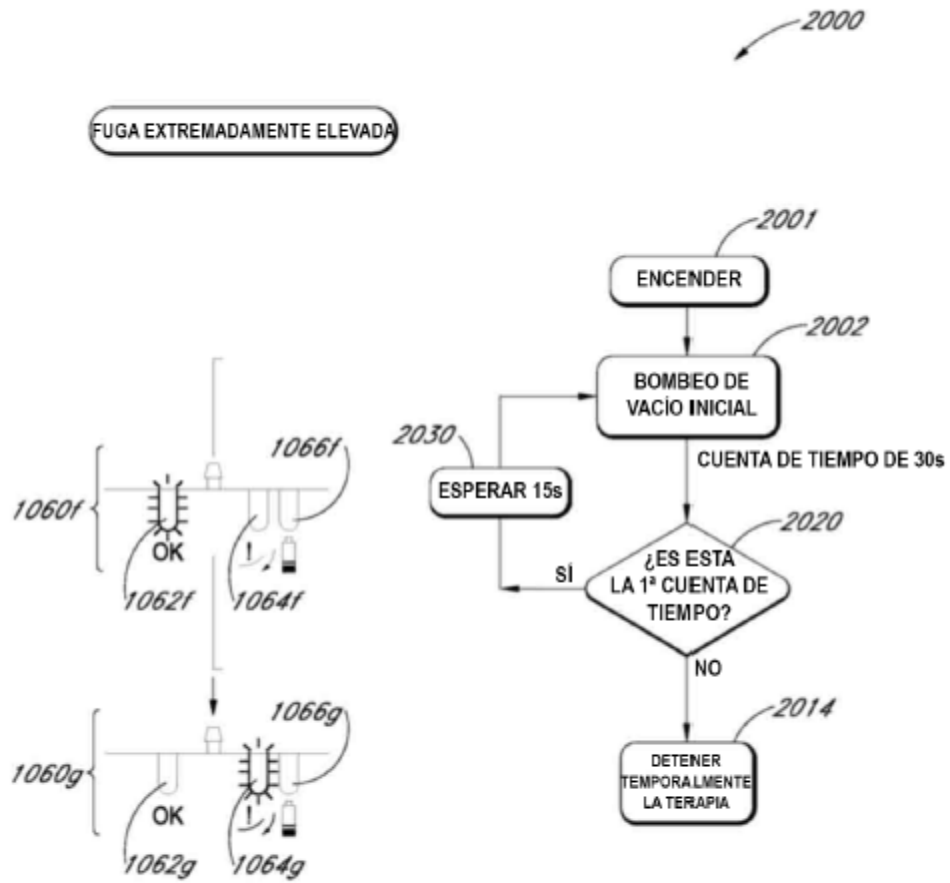 2000
FUGA EXTREMADAMENTE ELEVADA
2001
ENCENDER
2002
BOMBEO DE
VACÍO INICIAL
2030
ESPERAR 15s
CUENTA DE TIEMPO DE 30s
2020
¿ES ESTA
LA 1ª CUENTA DE
TIEMPO?
SÍ
NO
2014
DETENER
TEMPORALMENTE
LA TERAPIA
1066f
1060f
OK
!
1062f
1064f
1066g
1060g
OK
!
1062g
1064g